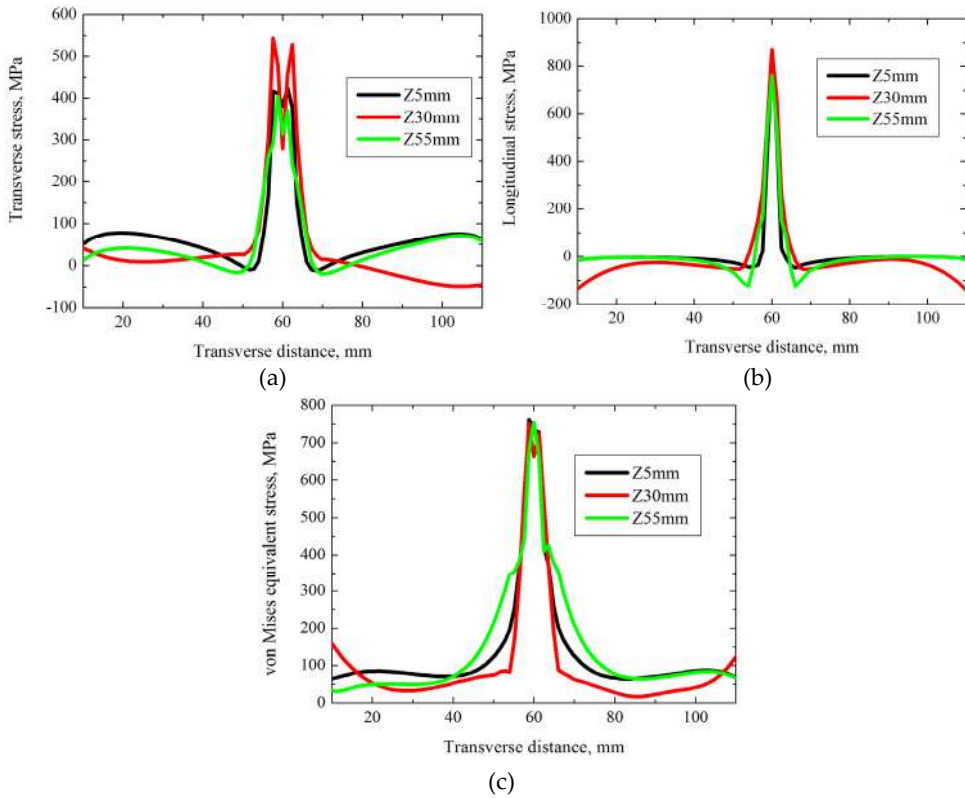 600
500
400
300
200
100
0
-100
Transverse stress, MPa
Z5mm
Z30mm
Z55mm
20 40 60 80 100
Transverse distance, mm
(a)
1000
800
600
400
200
0
-200
Longitudinal stress, MPa
Z5mm
Z30mm
Z55mm
20 40 60 80 100
Transverse distance, mm
(b)
800
700
600
500
400
300
200
100
0
von Mises equivalent stress, MPa
Z5mm
Z30mm
Z55mm
20 40 60 80 100
Transverse distance, mm
(c)